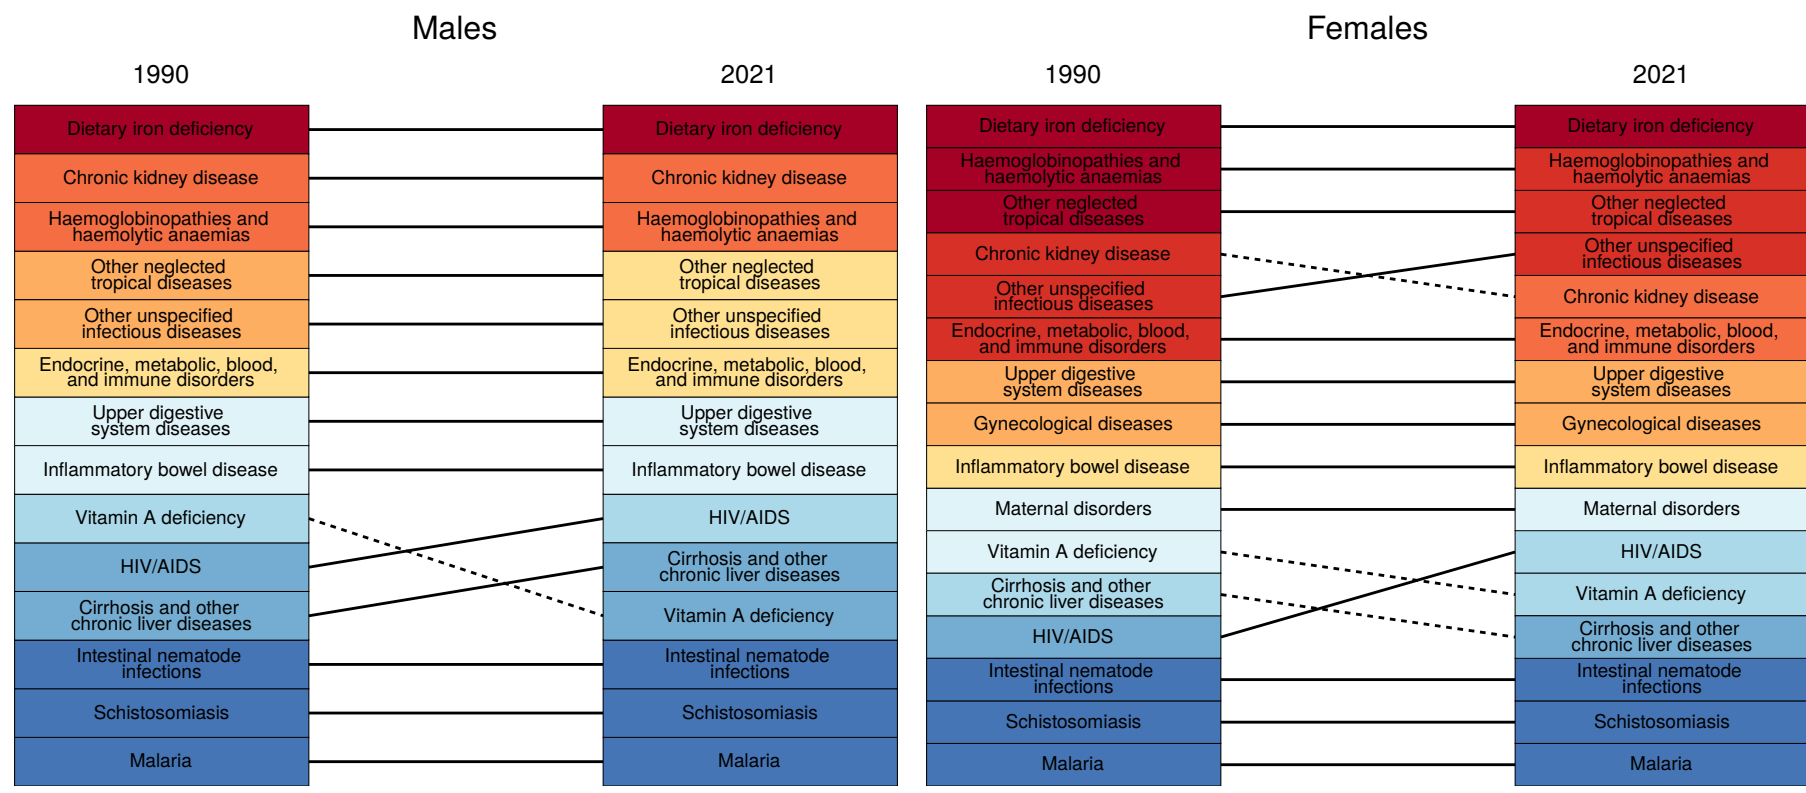 Males
1990
2021
Dietary iron deficiency
Chronic kidney disease
Haemoglobinopathies and
haemolytic anaemias
Other neglected
tropical diseases
Other unspecified
infectious diseases
Endocrine, metabolic, blood,
and immune disorders
Upper digestive
system diseases
Inflammatory bowel disease
Vitamin A deficiency
HIV/AIDS
Cirrhosis and other
chronic liver diseases
Intestinal nematode
infections
Schistosomiasis
Malaria
Dietary iron deficiency
Chronic kidney disease
Haemoglobinopathies and
haemolytic anaemias
Other neglected
tropical diseases
Other unspecified
infectious diseases
Endocrine, metabolic, blood,
and immune disorders
Upper digestive
system diseases
Inflammatory bowel disease
HIV/AIDS
Cirrhosis and other
chronic liver diseases
Vitamin A deficiency
Intestinal nematode
infections
Schistosomiasis
Malaria
Females
1990
2021
Dietary iron deficiency
Haemoglobinopathies and
haemolytic anaemias
Other neglected
tropical diseases
Chronic kidney disease
Other unspecified
infectious diseases
Endocrine, metabolic, blood,
and immune disorders
Upper digestive
system diseases
Gynecological diseases
Inflammatory bowel disease
Maternal disorders
Vitamin A deficiency
Cirrhosis and other
chronic liver diseases
HIV/AIDS
Intestinal nematode
infections
Schistosomiasis
Malaria
Dietary iron deficiency
Haemoglobinopathies and
haemolytic anaemias
Other neglected
tropical diseases
Other unspecified
infectious diseases
Chronic kidney disease
Endocrine, metabolic, blood,
and immune disorders
Upper digestive
system diseases
Gynecological diseases
Inflammatory bowel disease
Maternal disorders
HIV/AIDS
Vitamin A deficiency
Cirrhosis and other
chronic liver diseases
Intestinal nematode
infections
Schistosomiasis
Malaria